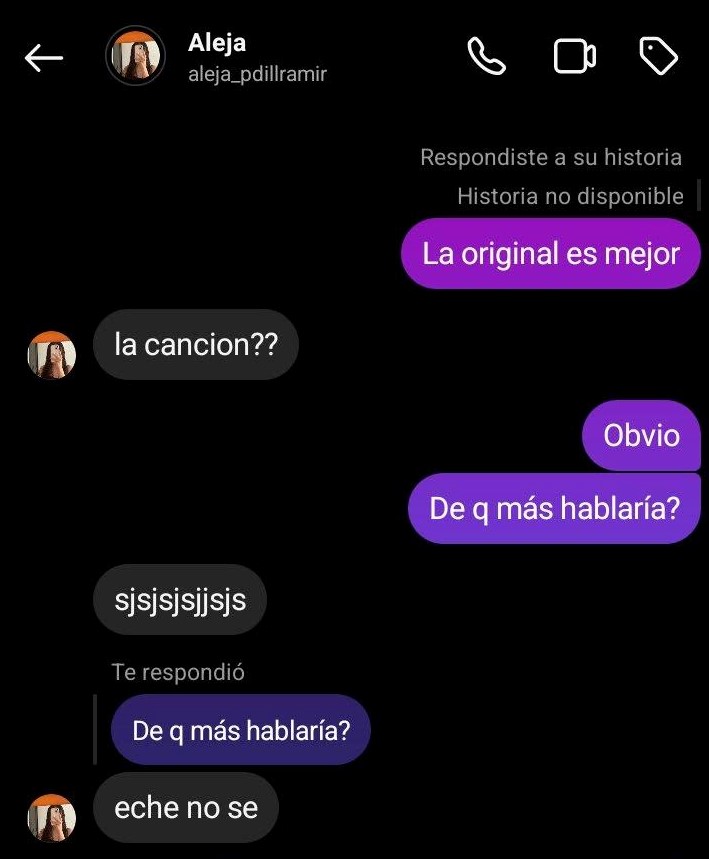 Aleja
aleja_pdillramir
Respondiste a su historia
Historia no disponible
La original es mejor
la cancion??
Obvio
De q más hablaría?
sjsjsjsjjsjs
Te respondió
De q más hablaría?
eche no se